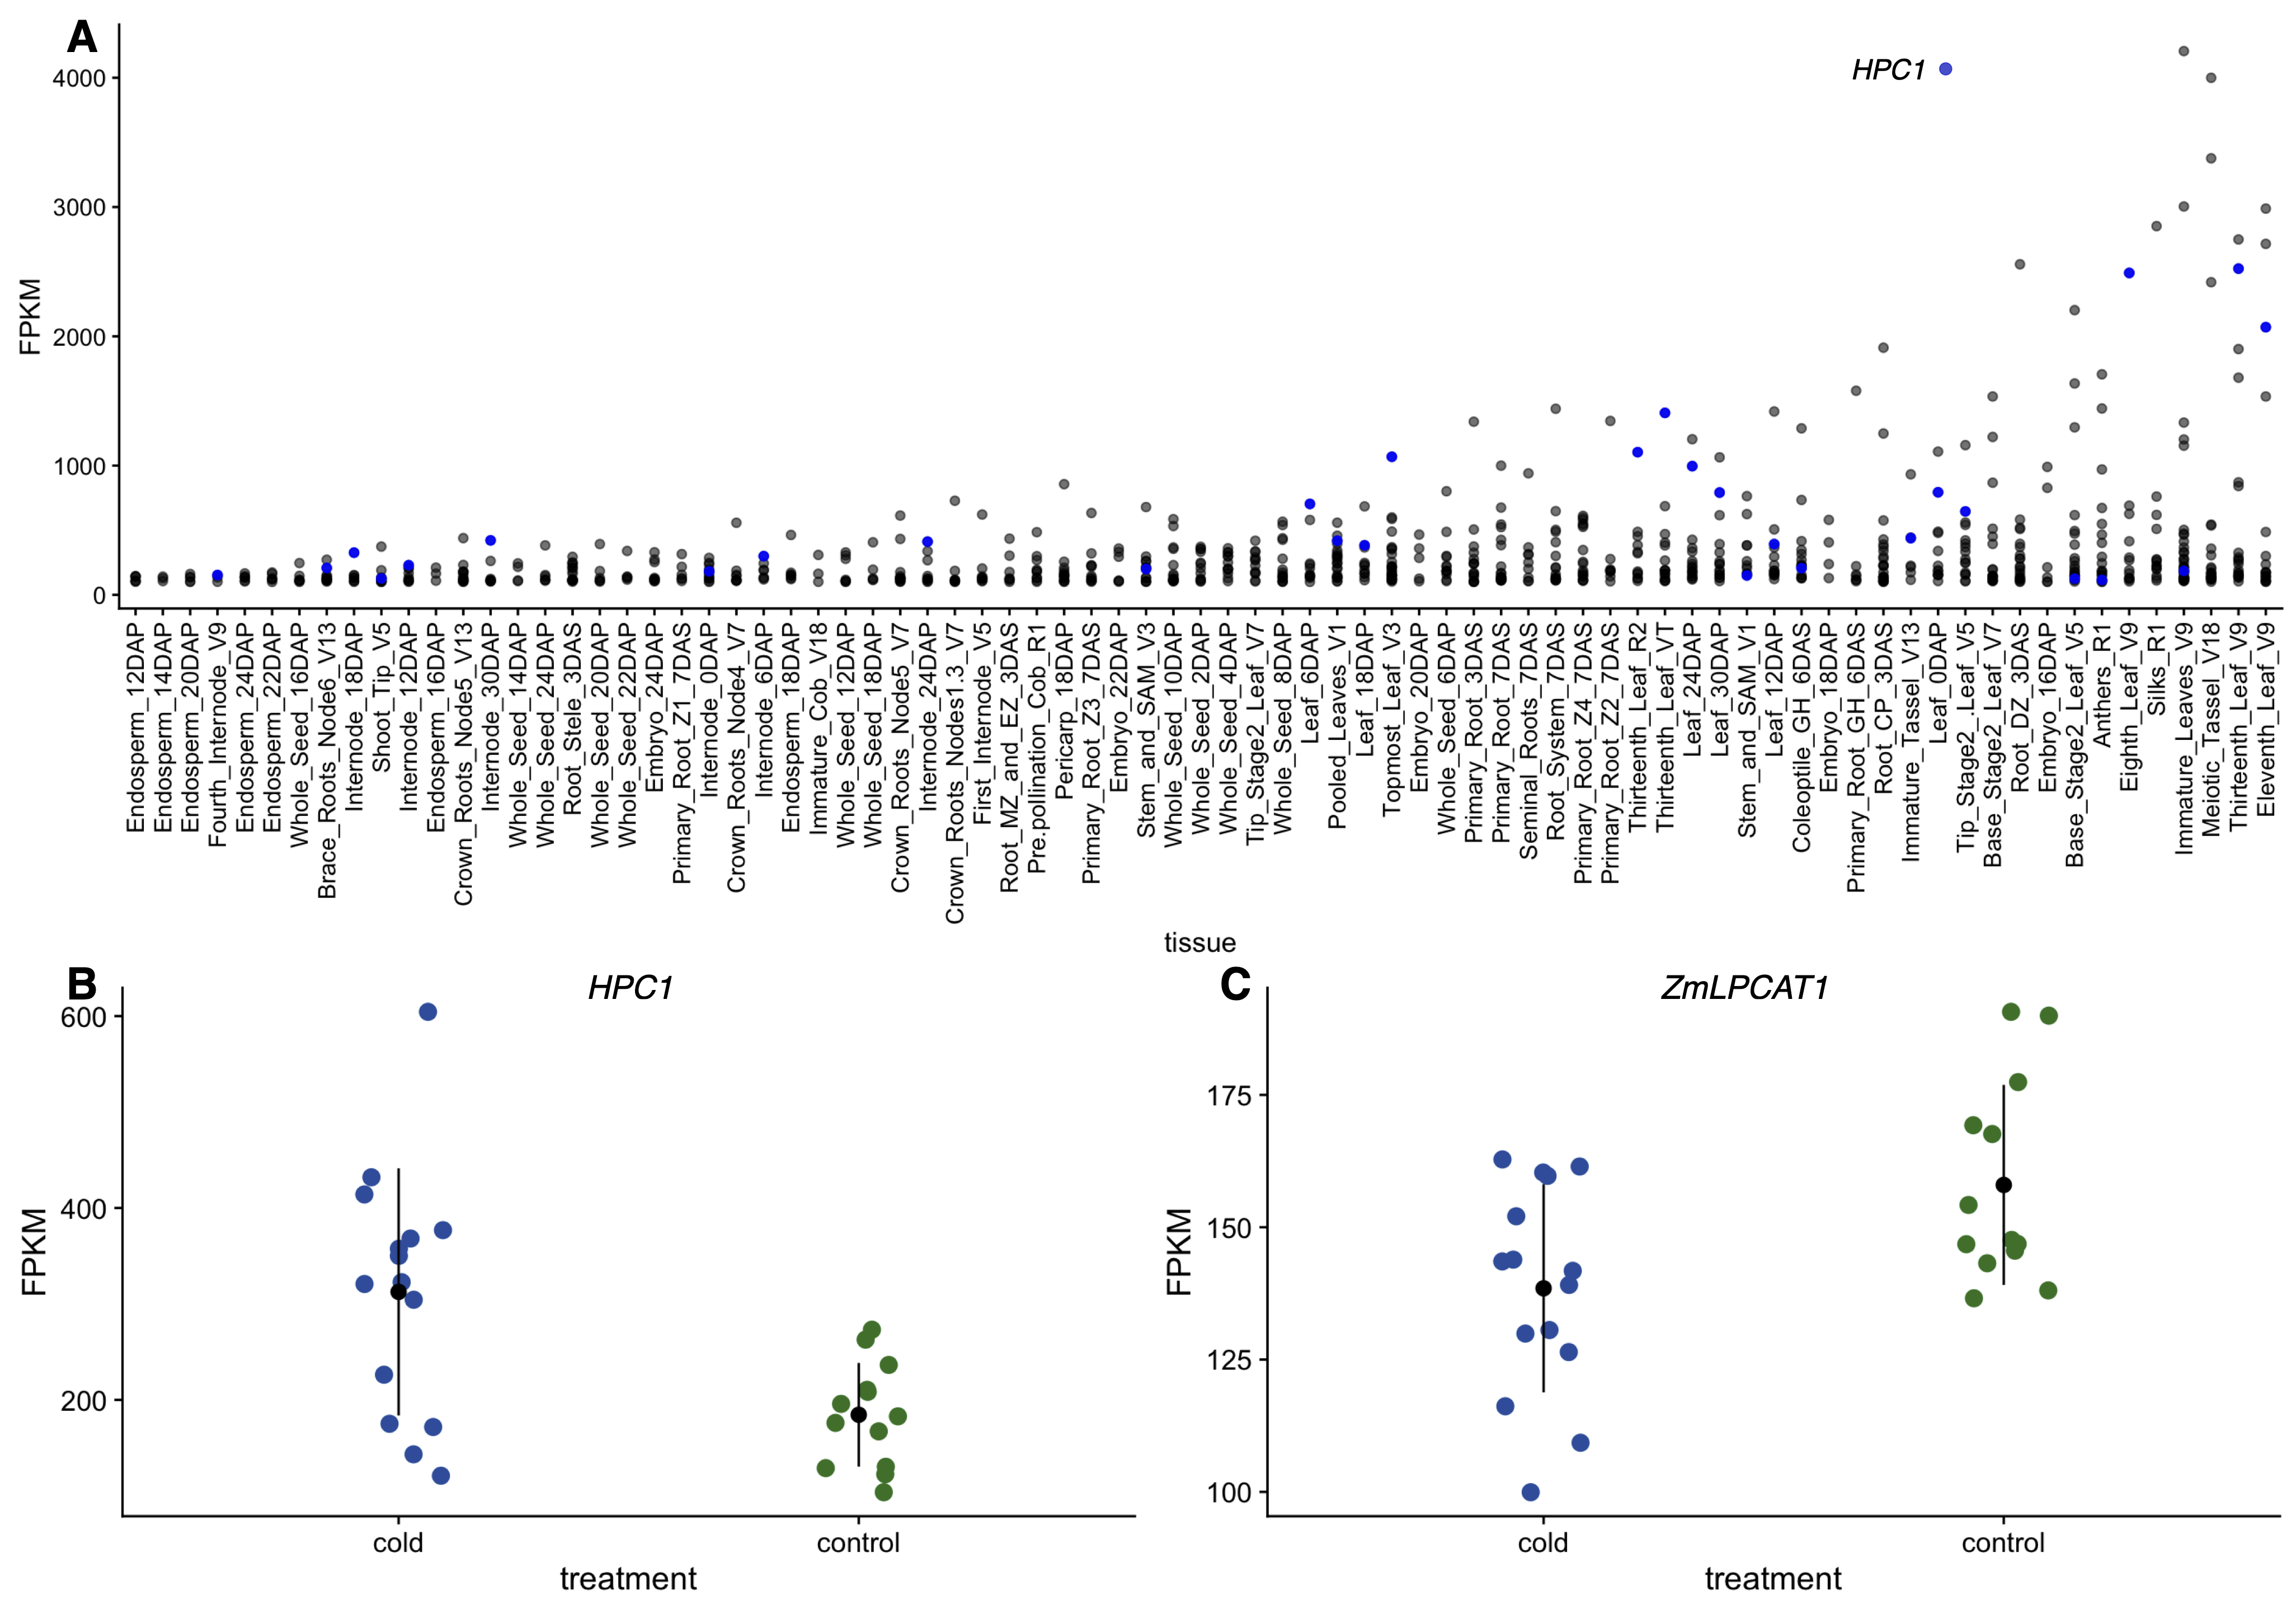 A
HPC1
4000
3000
2000
1000
0
FPKM
Endosperm_12DAP
Endosperm_14DAP
Endosperm_20DAP
Fourth_Internode_V9
Endosperm_24DAP
Endosperm_22DAP
Whole_Seed_16DAP
Brace_Roots_Node6_V13
Internode_18DAP
Shoot_Tip_V5
Internode_12DAP
Endosperm_16DAP
Crown_Roots_Node5_V13
Internode_30DAP
Whole_Seed_14DAP
Whole_Seed_24DAP
Root_Stele_3DAS
Whole_Seed_20DAP
Whole_Seed_22DAP
Embryo_24DAP
Primary_Root_Z1_7DAS
Internode_0DAP
Crown_Roots_Node4_V7
Internode_6DAP
Endosperm_18DAP
Immature_Cob_V18
Whole_Seed_12DAP
Whole_Seed_18DAP
Crown_Roots_Node5_V7
Internode_24DAP
Crown_Roots_Nodes1.3_V7
First_Internode_V5
Root_MZ_and_EZ_3DAS
Pre.pollination_Cob_R1
Pericarp_18DAP
Primary_Root_Z3_7DAS
Embryo_22DAP
Stem_and_SAM_V3
Whole_Seed_10DAP
Whole_Seed_2DAP
Whole_Seed_4DAP
Tip_Stage2_Leaf_V7
Whole_Seed_8DAP
Leaf_6DAP
Pooled_Leaves_V1
Leaf_18DAP
Topmost_Leaf_V3
Embryo_20DAP
Whole_Seed_6DAP
Primary_Root_3DAS
Primary_Root_7DAS
Seminal_Roots_7DAS
Root_System_7DAS
Primary_Root_Z4_7DAS
Primary_Root_Z2_7DAS
Thirteenth_Leaf_R2
Thirteenth_Leaf_VT
Leaf_24DAP
Leaf_30DAP
Stem_and_SAM_V1
Leaf_12DAP
Coleoptile_GH_6DAS
Embryo_18DAP
Primary_Root_GH_6DAS
Root_CP_3DAS
Immature_Tassel_V13
Leaf_0DAP
Tip_Stage2_.Leaf_V5
Base_Stage2_Leaf_V7
Root_DZ_3DAS
Embryo_16DAP
Base_Stage2_Leaf_V5
Anthers_R1
Eighth_Leaf_V9
Silks_R1
Immature_Leaves_V9
Meiotic_Tassel_V18
Thirteenth_Leaf_V9
Eleventh_Leaf_V9
tissue
B
HPC1
600
400
200
FPKM
cold
control
treatment
C
ZmLPCAT1
175
150
125
100
FPKM
cold
control
treatment